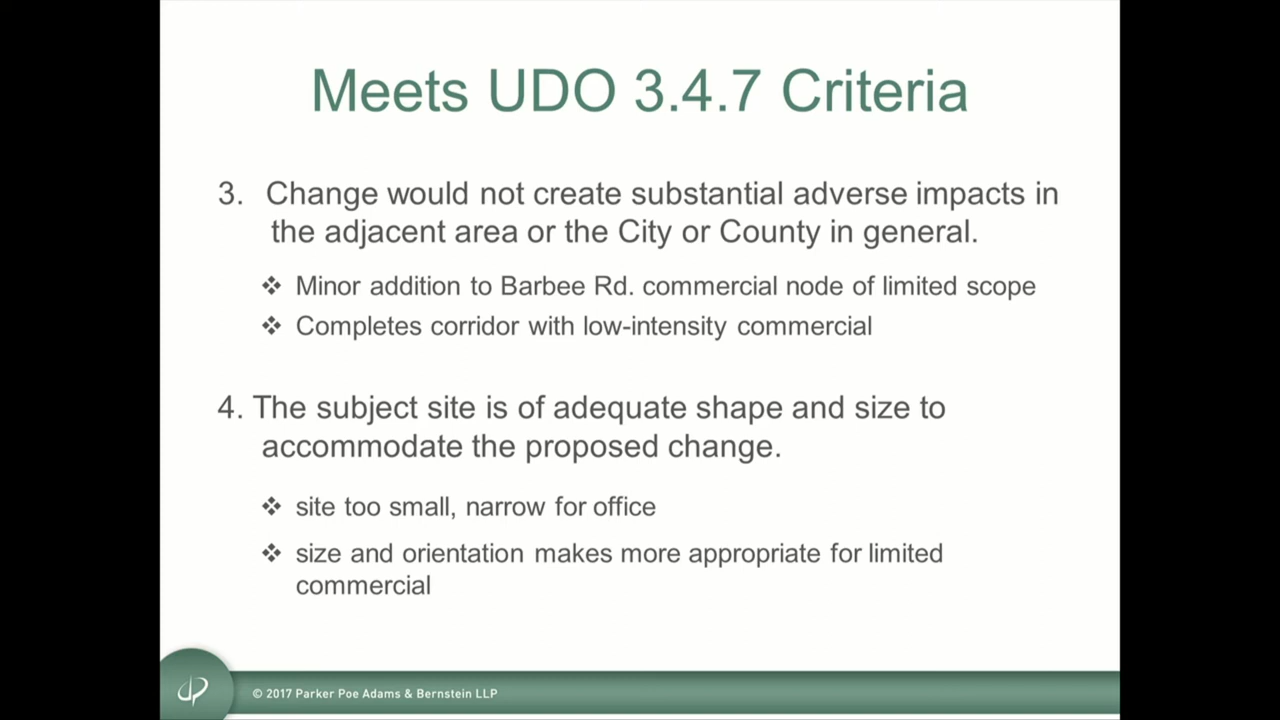 Meets UDO 3.4.7 Criteria
3. Change would not create substantial adverse impacts in
the adjacent area or the City or County in general.
❖ Minor addition to Barbee Rd. commercial node of limited scope
❖ Completes corridor with low-intensity commercial
4. The subject site is of adequate shape and size to
accommodate the proposed change.
❖ site too small, narrow for office
❖ size and orientation makes more appropriate for limited
commercial
© 2017 Parker Poe Adams & Bernstein LLP